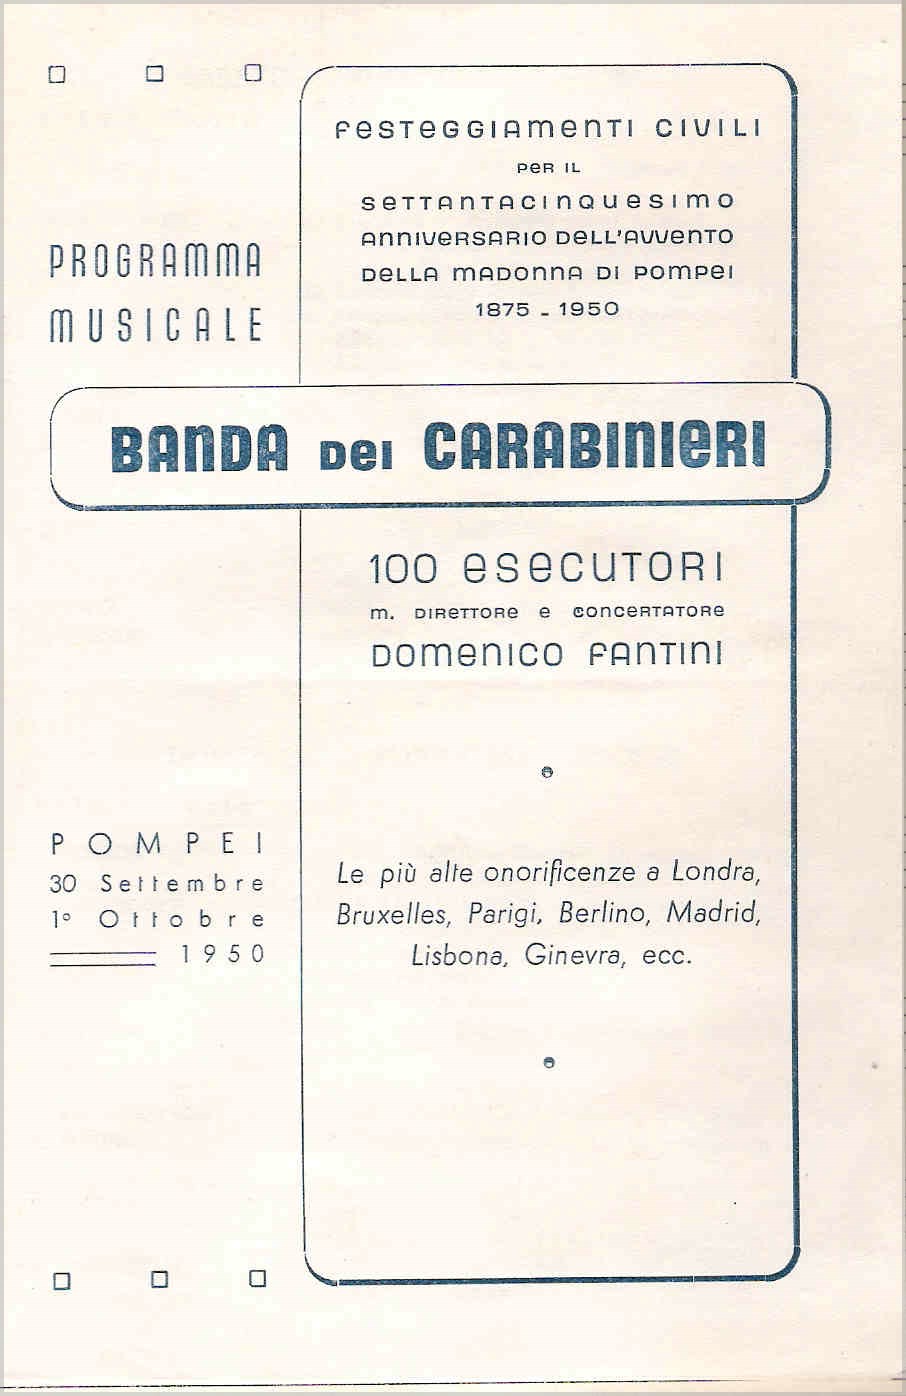 PROGRAMMA
MUSICALE
FESTEGGIAMENTI CIVILI
PER IL
SETTANTACINQUESIMO
ANNIVERSARIO DELL'AVVENTO
DELLA MADONNA DI POMPEI
1875 - 1950
BANDA DEI CARABINIERI
100 ESECUTORI
M. DIRETTORE E CONCERTATORE
DOMENICO FANTINI
POMPEI
30 Settembre
1º Ottobre
1950
Le più alte onorificenze a Londra,
Bruxelles, Parigi, Berlino, Madrid,
Lisbona, Ginevra, ecc.